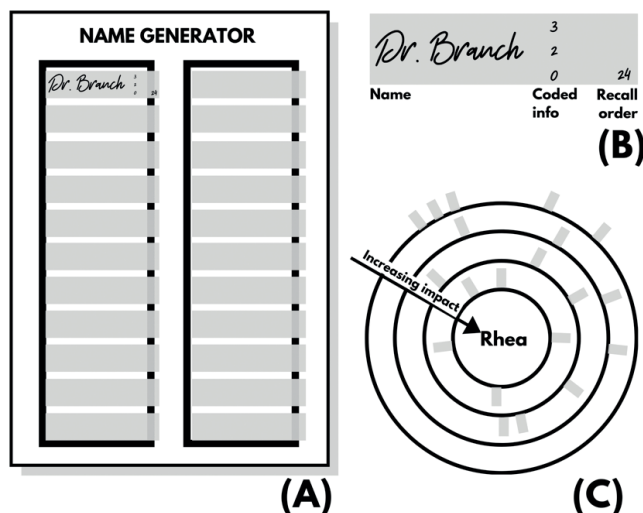 NAME GENERATOR
Dr. Branch
3
2
0
24
(A)
Dr. Branch
3
2
0
24
Name
Coded info
Recall order
(B)
Increasing impact
Rhea
(C)